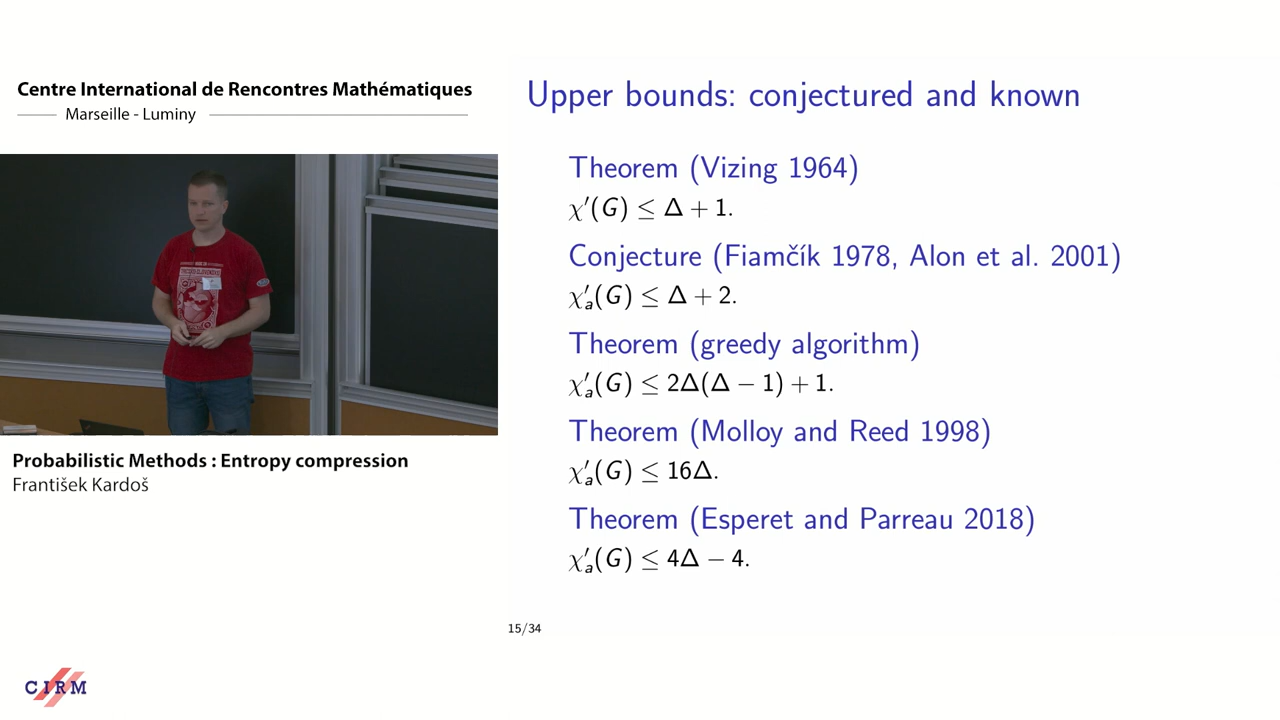 Centre International de Rencontres Mathématiques
Marseille - Luminy
Probabilistic Methods : Entropy compression
František Kardoš
CIRM
Upper bounds: conjectured and known
Theorem (Vizing 1964)
χ′(G) ≤ Δ + 1.
Conjecture (Fiamčík 1978, Alon et al. 2001)
χ′ₐ(G) ≤ Δ + 2.
Theorem (greedy algorithm)
χ′ₐ(G) ≤ 2Δ(Δ − 1) + 1.
Theorem (Molloy and Reed 1998)
χ′ₐ(G) ≤ 16Δ.
Theorem (Esperet and Parreau 2018)
χ′ₐ(G) ≤ 4Δ − 4.
15/34